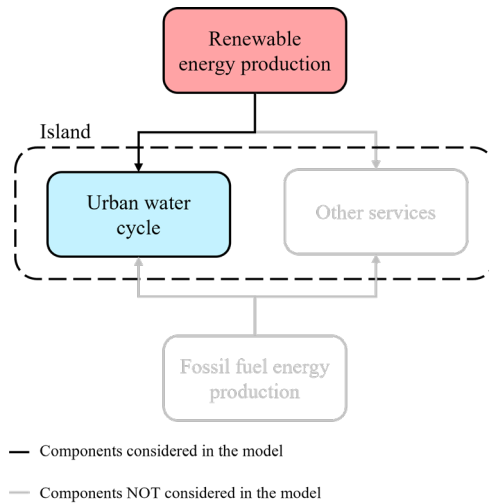 Renewable
energy production
Island
Urban water
cycle
Other services
Fossil fuel energy
production
Components considered in the model
Components NOT considered in the model